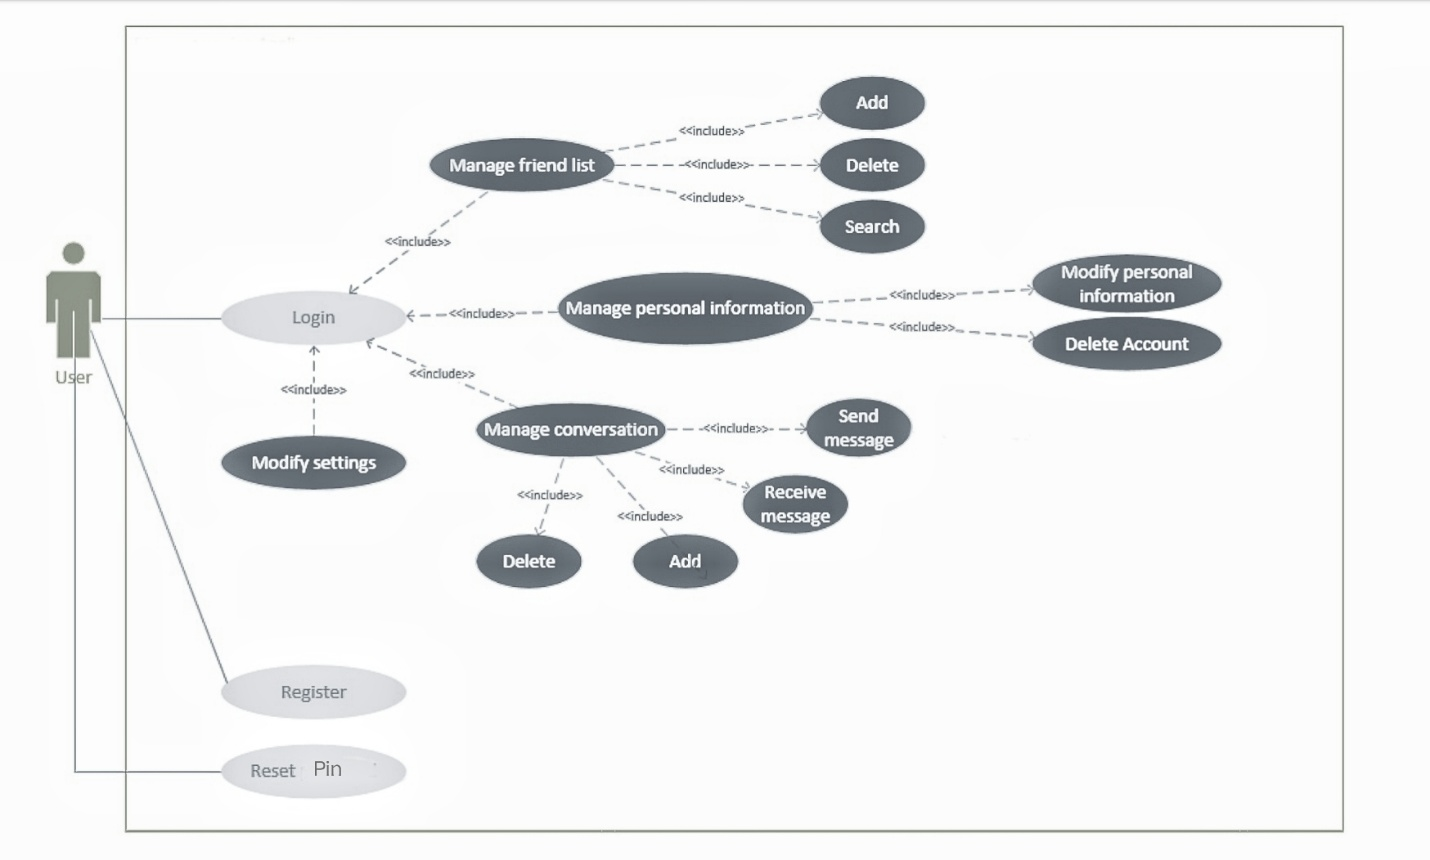 Add
<<include>>
Manage friend list
<<include>>
Delete
<<include>>
Search
<<include>>
Modify personal
information
<<include>>
Manage personal information
Login
<<include>>
<<include>>
Delete Account
User
<<include>>
<<include>>
Manage conversation
<<include>>
Send
message
Modify settings
<<include>>
Receive
message
<<include>>
<<include>>
Delete
Add
Register
Reset Pin